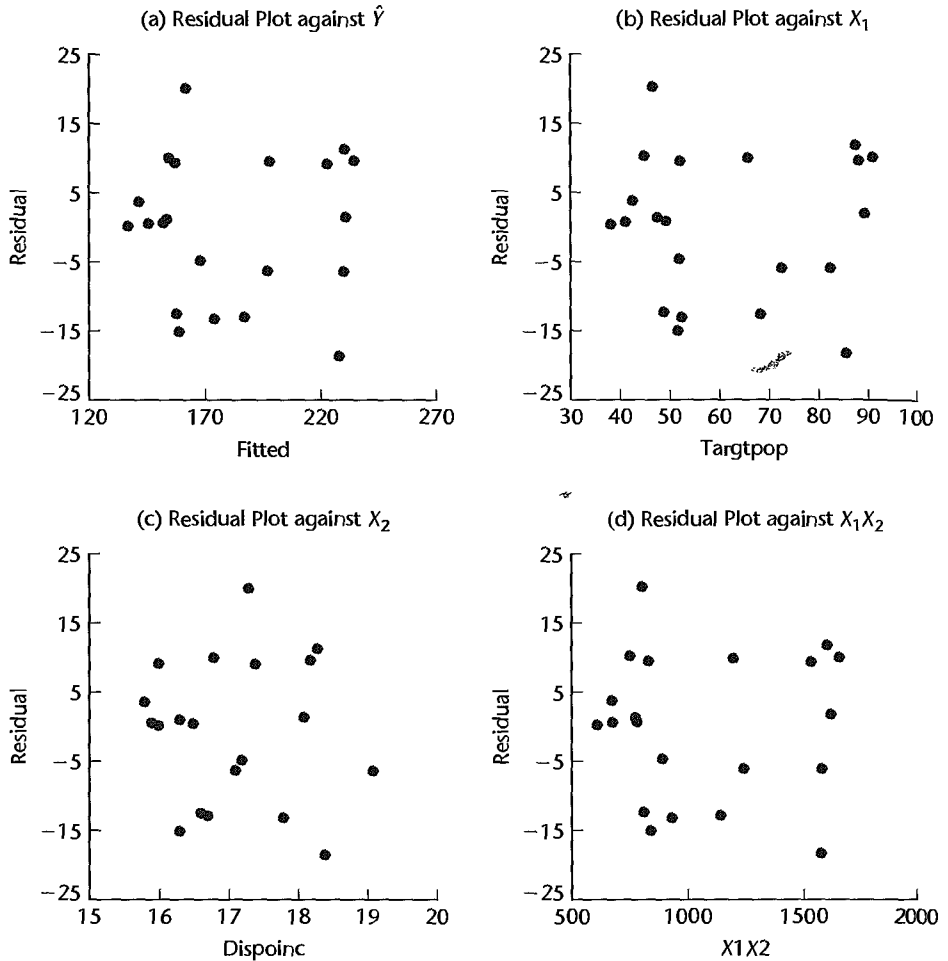 (a) Residual Plot against Ŷ
25
15
5
−5
−15
−25
Residual
120 170 220 270
Fitted
(b) Residual Plot against X₁
25
15
5
−5
−15
−25
Residual
30 40 50 60 70 80 90 100
Targtpop
(c) Residual Plot against X₂
25
15
5
−5
−15
−25
Residual
15 16 17 18 19 20
Dispoinc
(d) Residual Plot against X₁X₂
25
15
5
−5
−15
−25
Residual
500 1000 1500 2000
X1X2